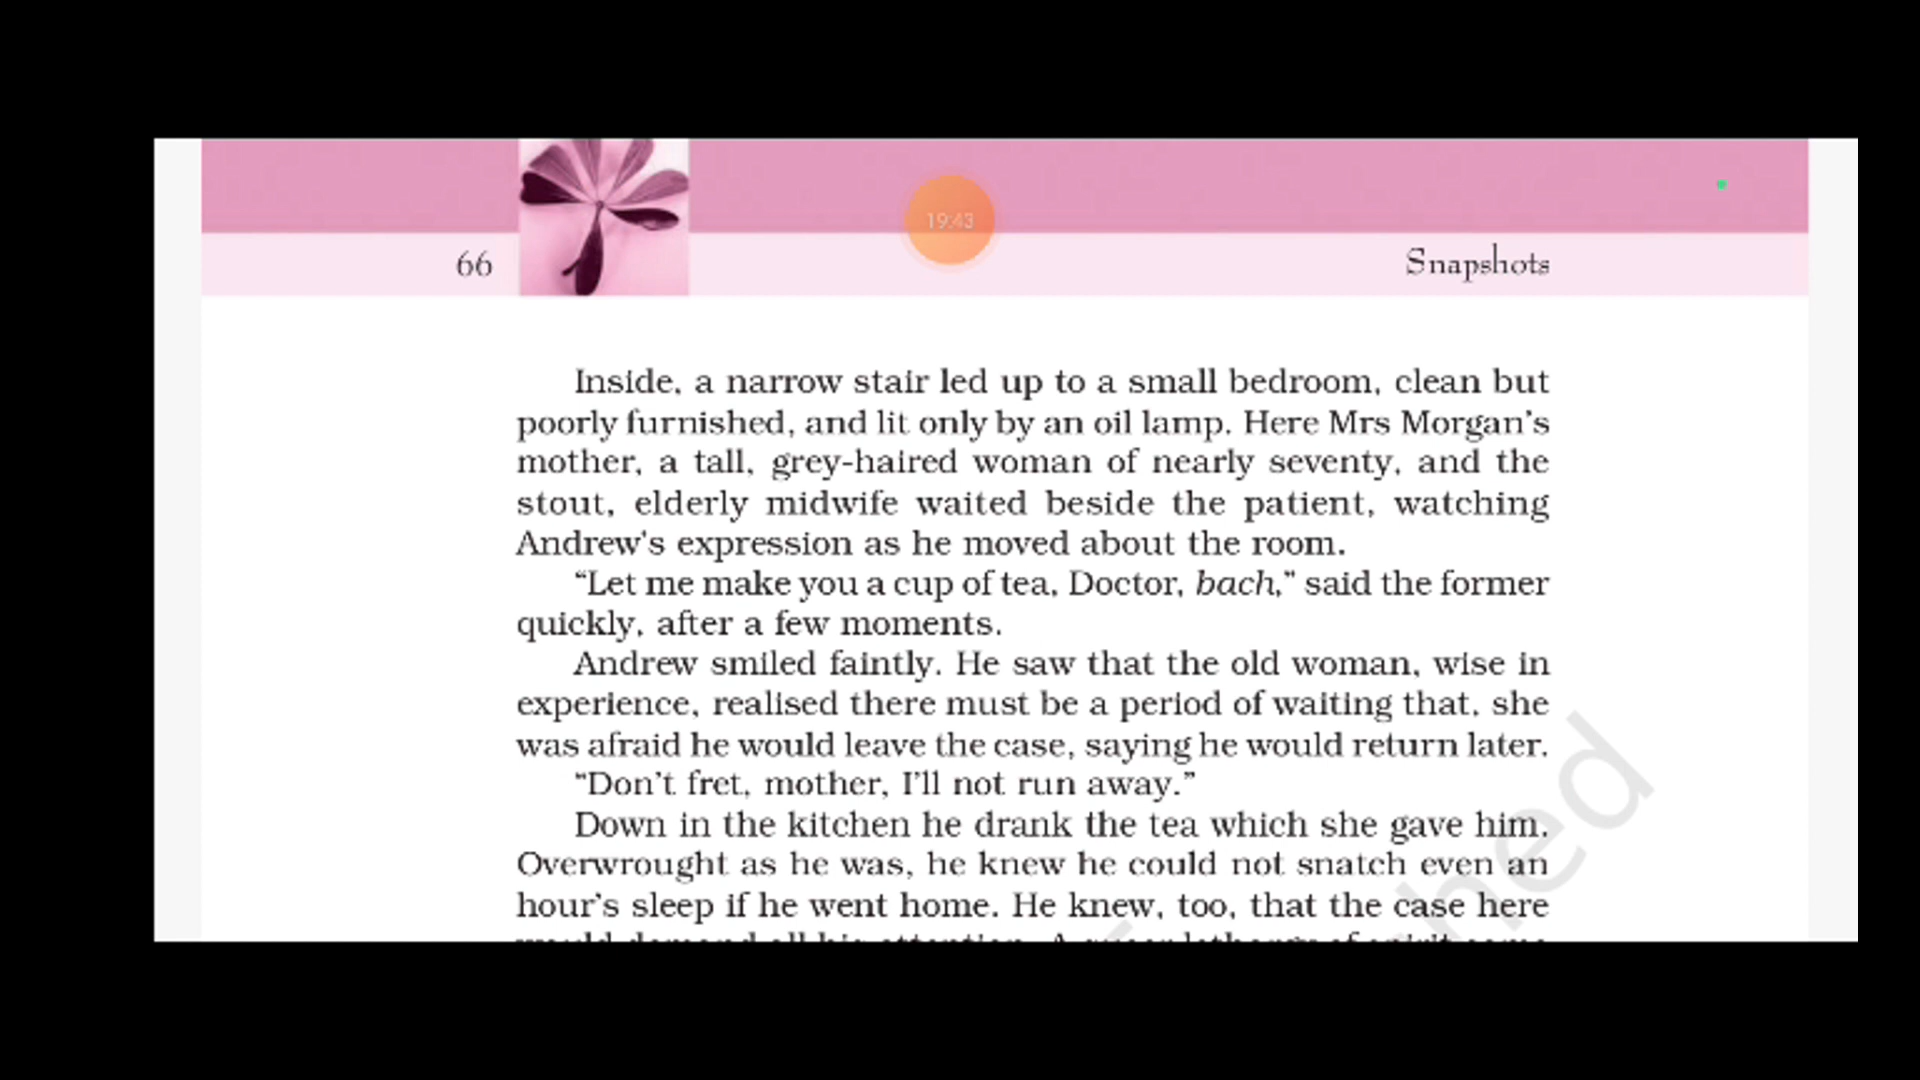 19:43
66
Snapshots
Inside, a narrow stair led up to a small bedroom, clean but
poorly furnished, and lit only by an oil lamp. Here Mrs Morgan's
mother, a tall, grey-haired woman of nearly seventy, and the
stout, elderly midwife waited beside the patient, watching
Andrew's expression as he moved about the room.
“Let me make you a cup of tea, Doctor, bach,” said the former
quickly, after a few moments.
Andrew smiled faintly. He saw that the old woman, wise in
experience, realised there must be a period of waiting that, she
was afraid he would leave the case, saying he would return later.
“Don't fret, mother, I'll not run away.”
Down in the kitchen he drank the tea which she gave him.
Overwrought as he was, he knew he could not snatch even an
hour's sleep if he went home. He knew, too, that the case here